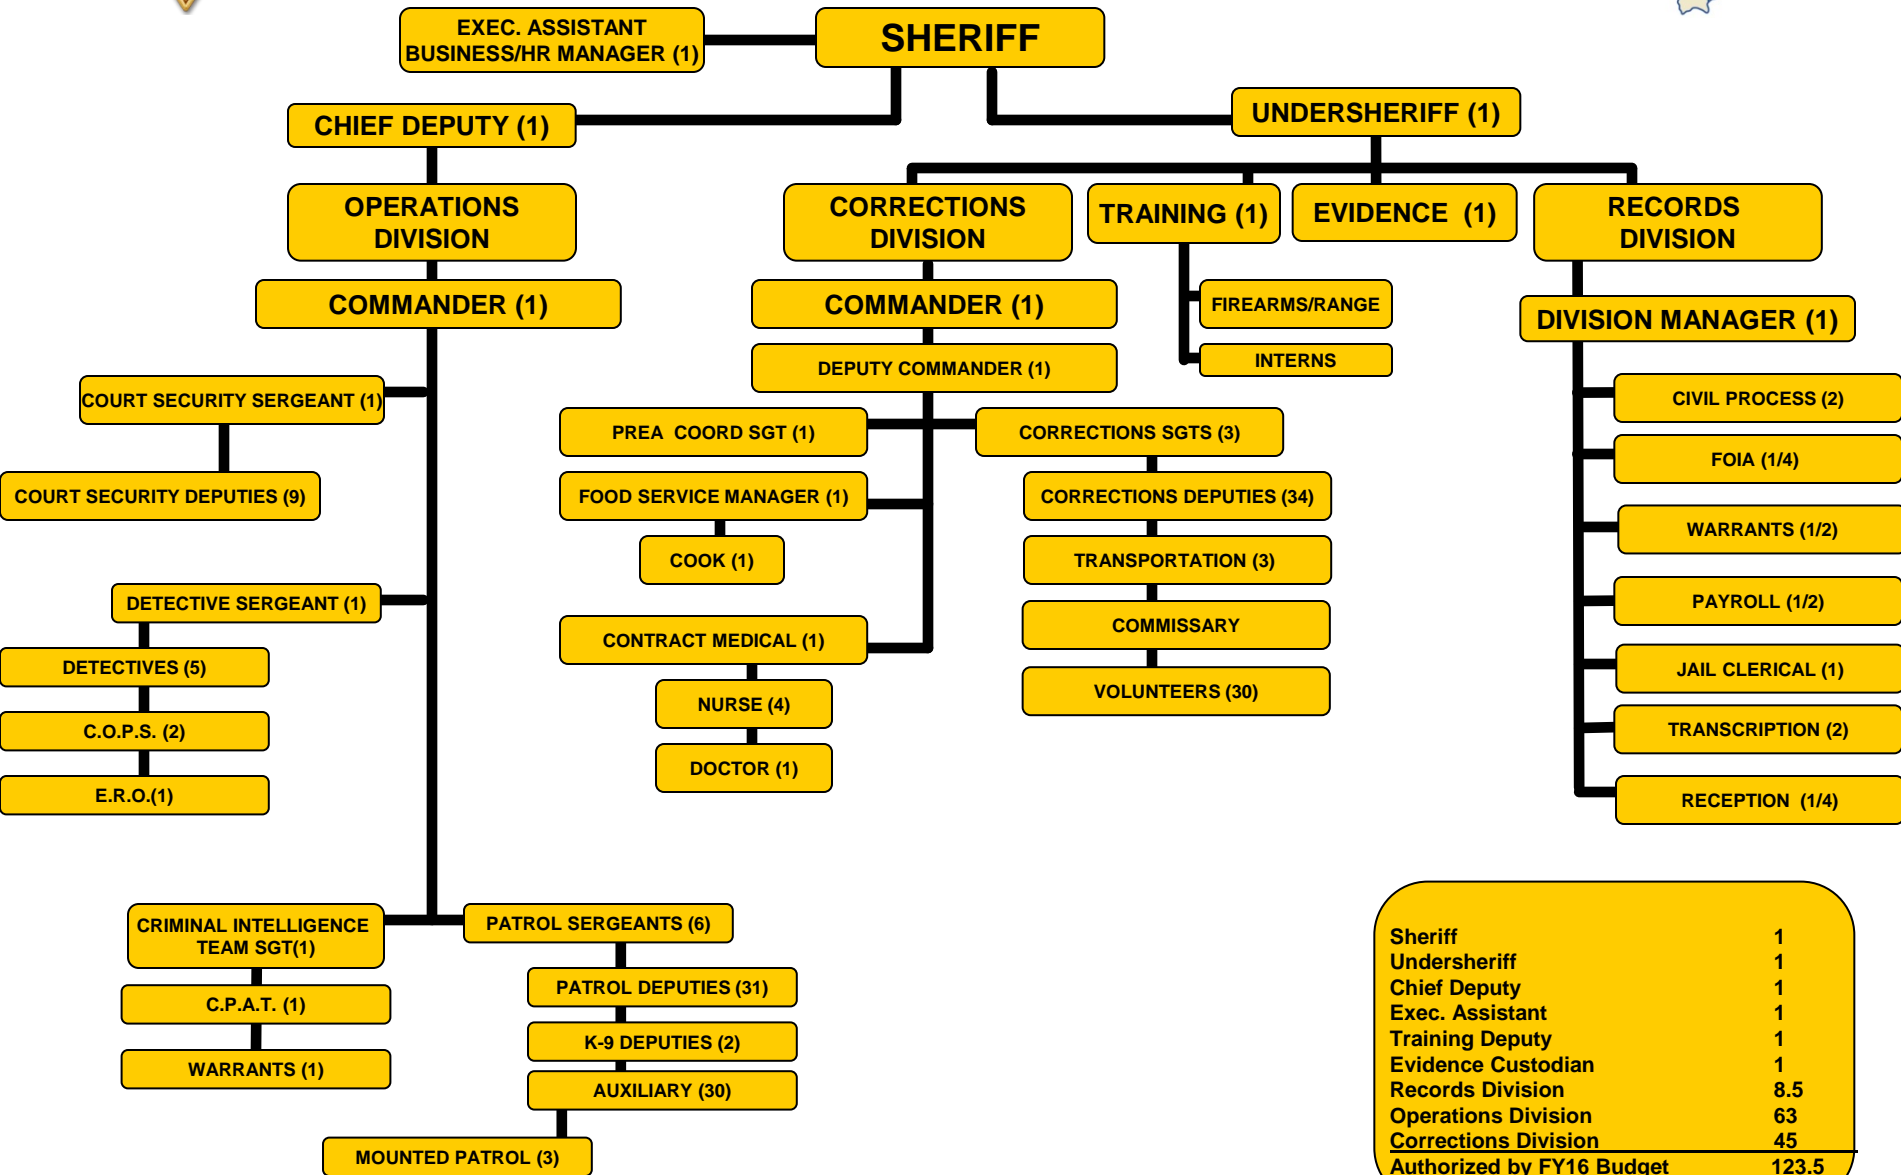 EXEC. ASSISTANT
BUSINESS/HR MANAGER (1)
SHERIFF
CHIEF DEPUTY (1)
UNDERSHERIFF (1)
OPERATIONS
DIVISION
COMMANDER (1)
COURT SECURITY SERGEANT (1)
COURT SECURITY DEPUTIES (9)
DETECTIVE SERGEANT (1)
DETECTIVES (5)
C.O.P.S. (2)
E.R.O.(1)
CRIMINAL INTELLIGENCE
TEAM SGT(1)
C.P.A.T. (1)
WARRANTS (1)
PATROL SERGEANTS (6)
PATROL DEPUTIES (31)
K-9 DEPUTIES (2)
AUXILIARY (30)
MOUNTED PATROL (3)
CORRECTIONS
DIVISION
COMMANDER (1)
DEPUTY COMMANDER (1)
PREA  COORD SGT (1)
FOOD SERVICE MANAGER (1)
COOK (1)
CONTRACT MEDICAL (1)
NURSE (4)
DOCTOR (1)
CORRECTIONS SGTS (3)
CORRECTIONS DEPUTIES (34)
TRANSPORTATION (3)
COMMISSARY
VOLUNTEERS (30)
TRAINING (1)
FIREARMS/RANGE
INTERNS
EVIDENCE  (1)
RECORDS
DIVISION
DIVISION MANAGER (1)
CIVIL PROCESS (2)
FOIA (1/4)
WARRANTS (1/2)
PAYROLL (1/2)
JAIL CLERICAL (1)
TRANSCRIPTION (2)
RECEPTION  (1/4)
Sheriff 1
Undersheriff 1
Chief Deputy 1
Exec. Assistant 1
Training Deputy 1
Evidence Custodian 1
Records Division 8.5
Operations Division 63
Corrections Division 45
Authorized by FY16 Budget 123.5